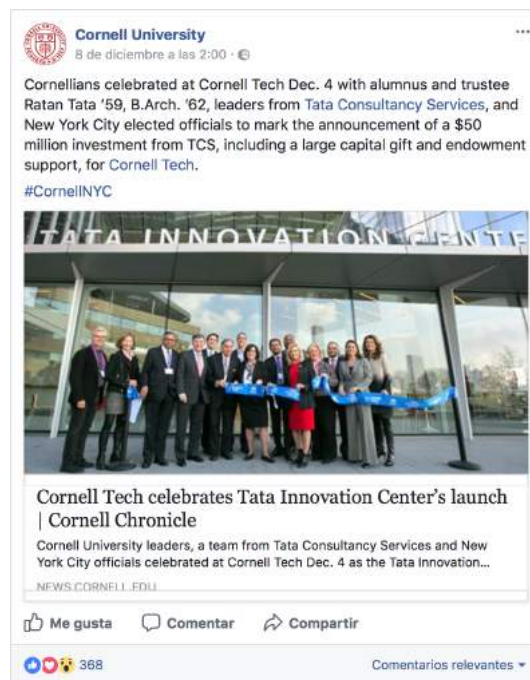 Cornell University
8 de diciembre a las 2:00 ·
Cornellians celebrated at Cornell Tech Dec. 4 with alumnus and trustee
Ratan Tata '59, B.Arch. '62, leaders from Tata Consultancy Services, and
New York City elected officials to mark the announcement of a $50
million investment from TCS, including a large capital gift and endowment
support, for Cornell Tech.
#CornellNYC
TATA INNOVATION CENTE
Cornell Tech celebrates Tata Innovation Center's launch
| Cornell Chronicle
Cornell University leaders, a team from Tata Consultancy Services and New
York City officials celebrated at Cornell Tech Dec. 4 as the Tata Innovation...
NEWS.CORNELL.EDU
Me gusta Comentar Compartir
368 Comentarios relevantes